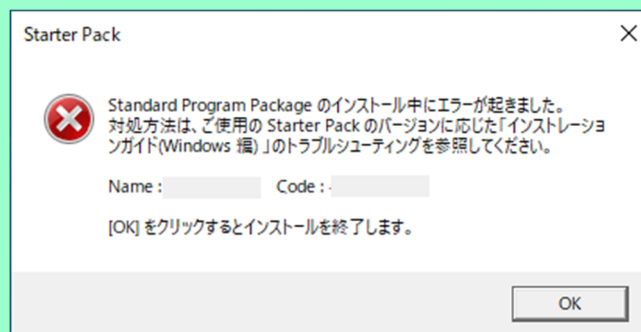 Starter Pack
Standard Program Package のインストール中にエラーが起きました。
対処方法は、ご使用の Starter Pack のバージョンに応じた「インストレーショ
ンガイド(Windows 編) 」のトラブルシューティングを参照してください。
Name : Code :
[OK] をクリックするとインストールを終了します。
OK